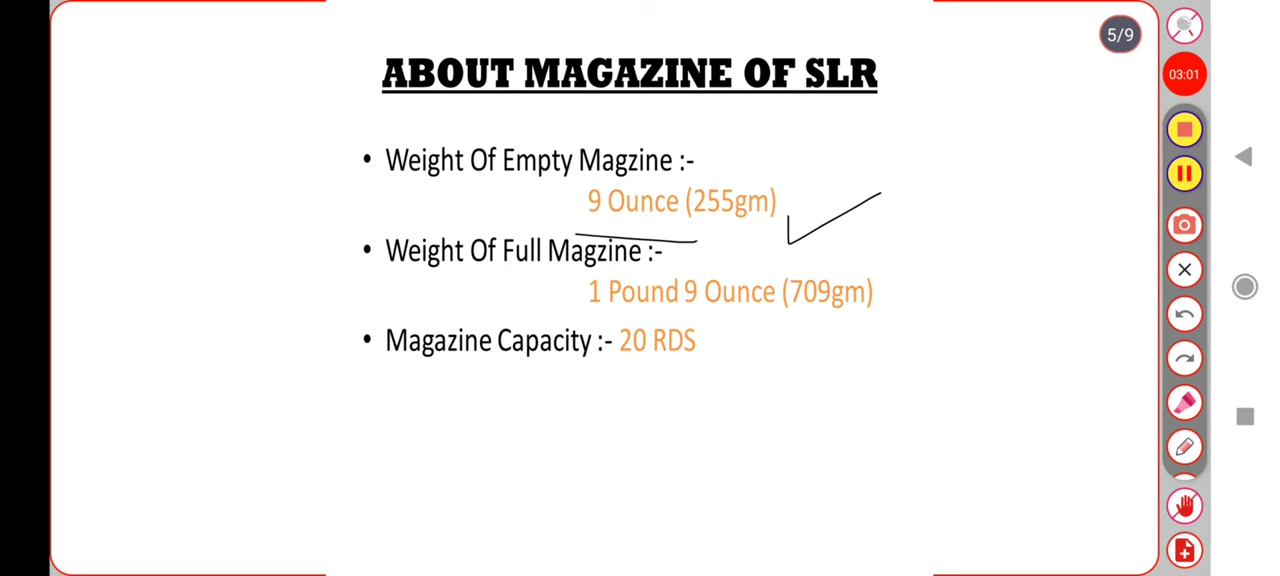 5/9
ABOUT MAGAZINE OF SLR
03:01
• Weight Of Empty Magzine :-
9 Ounce (255gm)
• Weight Of Full Magzine :-
1 Pound 9 Ounce (709gm)
• Magazine Capacity :- 20 RDS